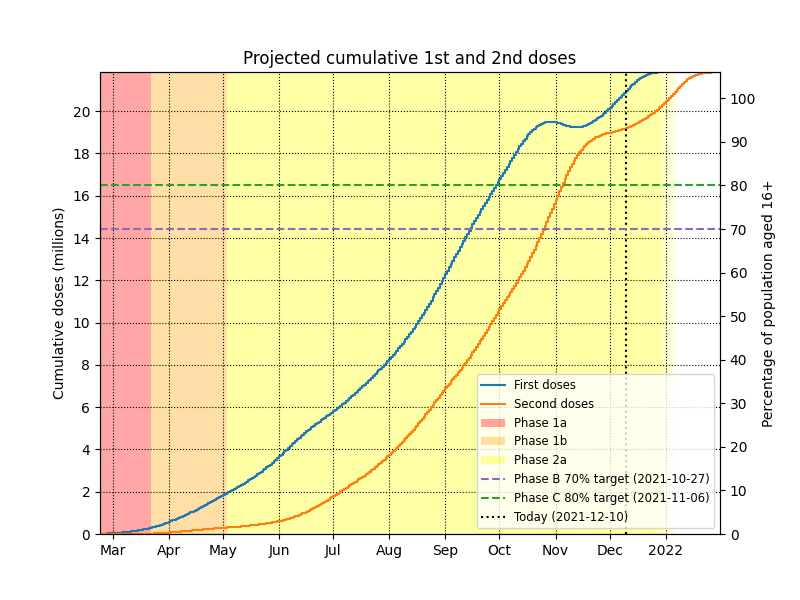 Projected cumulative 1st and 2nd doses
Cumulative doses (millions)
20
18
16
14
12
10
8
6
4
2
0
100
90
80
70
60
50
40
30
20
10
0
Percentage of population aged 16+
First doses
Second doses
Phase 1a
Phase 1b
Phase 2a
Phase B 70% target (2021-10-27)
Phase C 80% target (2021-11-06)
Today (2021-12-10)
Mar Apr May Jun Jul Aug Sep Oct Nov Dec 2022